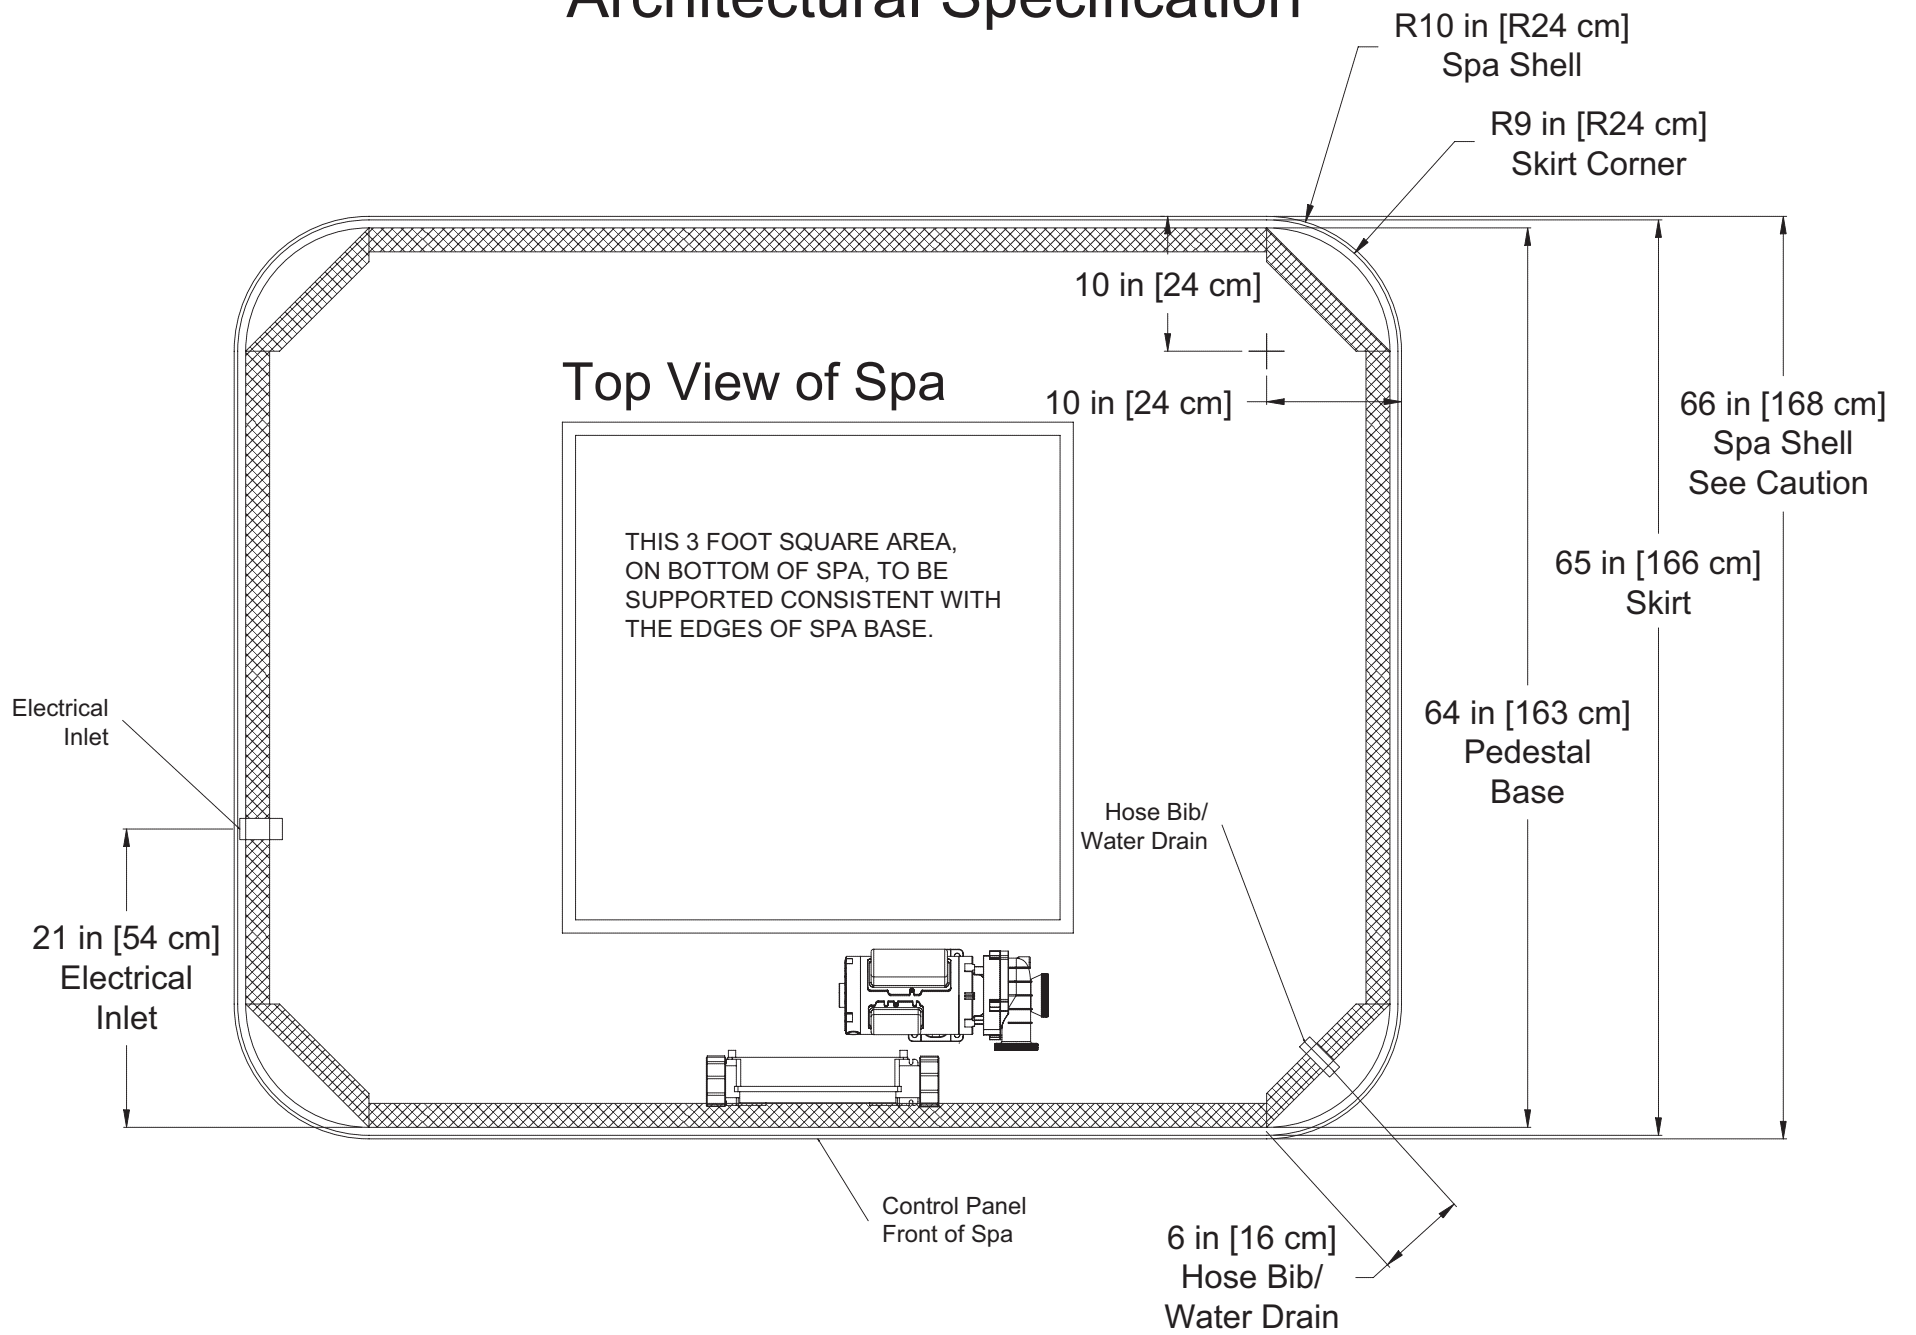 Architectural Specification
R10 in [R24 cm]
Spa Shell
R9 in [R24 cm]
Skirt Corner
10 in [24 cm]
Top View of Spa
10 in [24 cm]
66 in [168 cm]
Spa Shell
See Caution
THIS 3 FOOT SQUARE AREA,
ON BOTTOM OF SPA, TO BE
SUPPORTED CONSISTENT WITH
THE EDGES OF SPA BASE.
65 in [166 cm]
Skirt
Electrical
Inlet
64 in [163 cm]
Pedestal
Base
Hose Bib/
Water Drain
21 in [54 cm]
Electrical
Inlet
Control Panel
Front of Spa
6 in [16 cm]
Hose Bib/
Water Drain